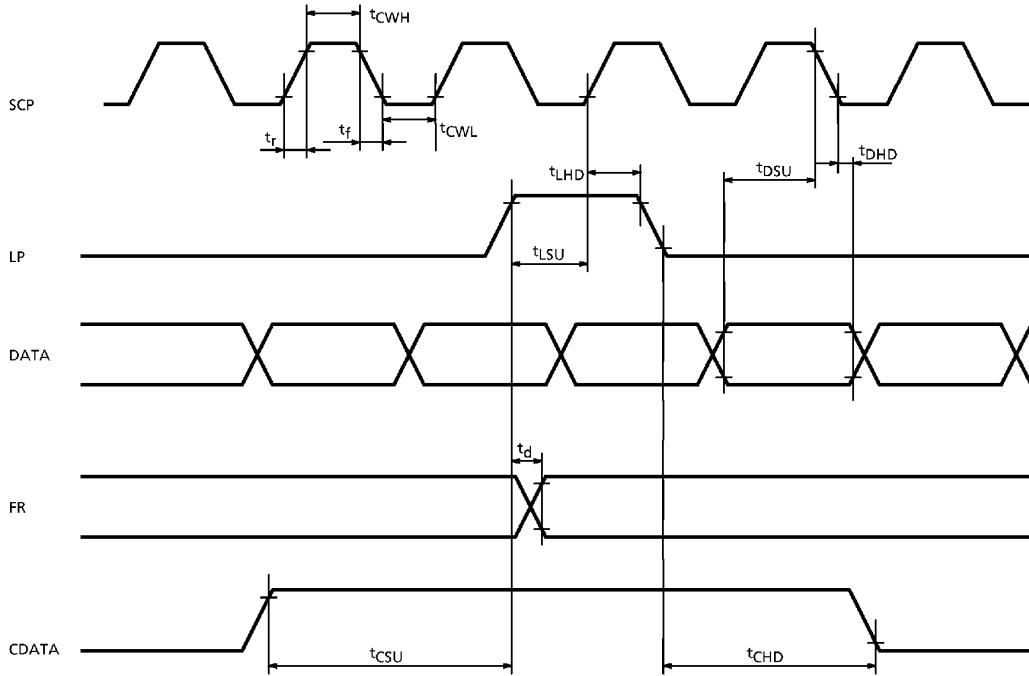 tCWH
SCP
tr
tf
tCWL
tDHD
tLHD
tDSU
LP
tLSU
DATA
td
FR
CDATA
tCSU
tCHD